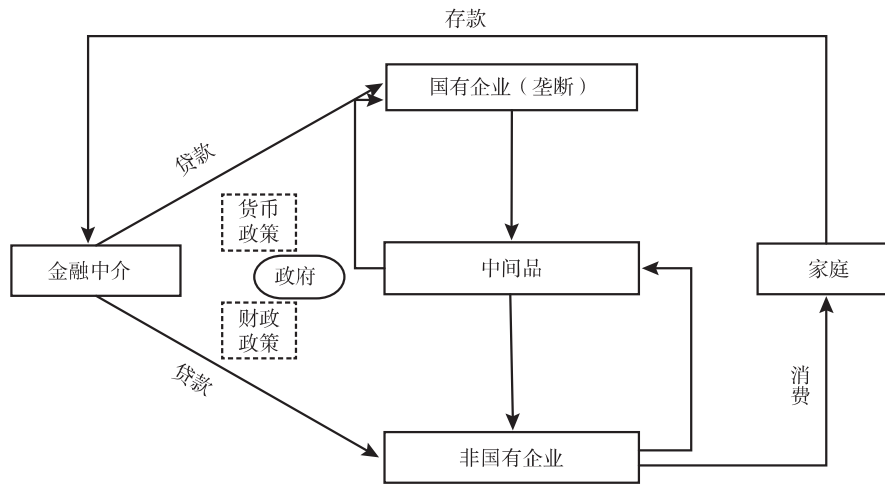 存款
国有企业（垄断）
贷款
货币
政策
金融中介
政府
中间品
家庭
财政
政策
贷款
消
费
非国有企业